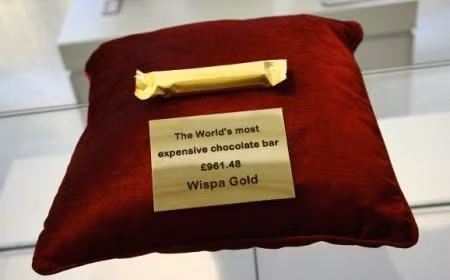 The World's most
expensive chocolate bar
£961.48
Wispa Gold